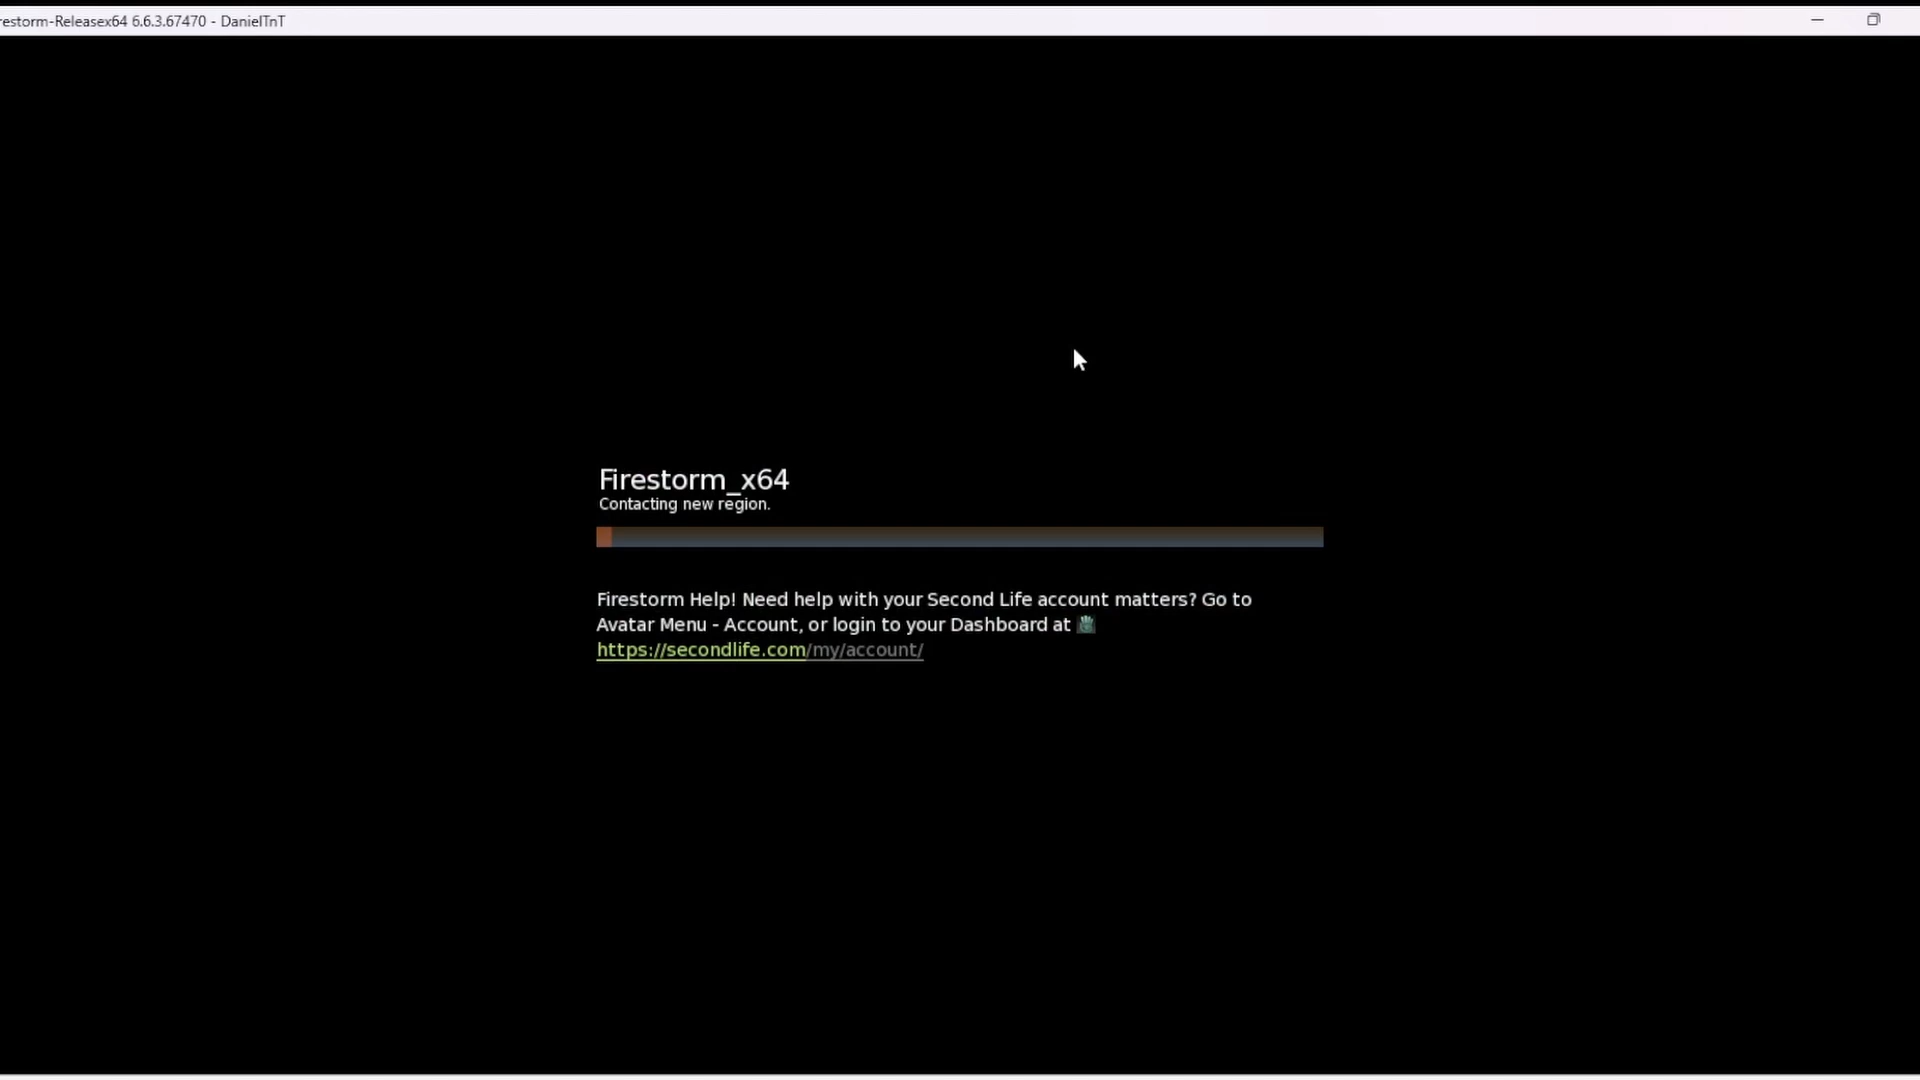 restorm-Releasex64 6.6.3.67470 - DanielTnT
Firestorm_x64
Contacting new region.
Firestorm Help! Need help with your Second Life account matters? Go to
Avatar Menu - Account, or login to your Dashboard at
https://secondlife.com/my/account/